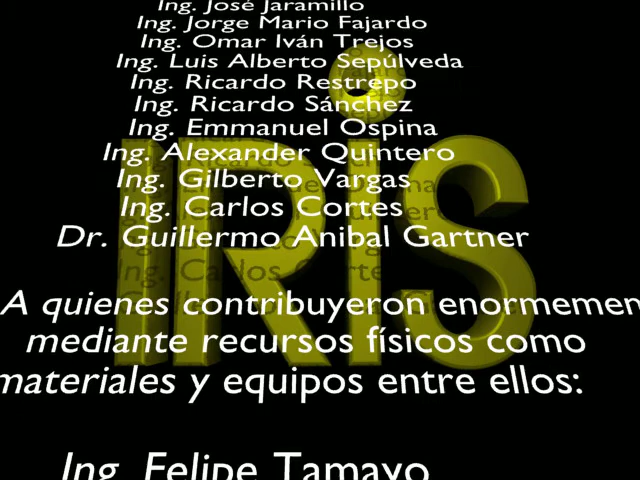 Ing. José Jaramillo
Ing. Jorge Mario Fajardo
Ing. Omar Iván Trejos
Ing. Luis Alberto Sepúlveda
Ing. Ricardo Restrepo
Ing. Ricardo Sánchez
Ing. Emmanuel Ospina
Ing. Alexander Quintero
Ing. Gilberto Vargas
Ing. Carlos Cortes
Dr. Guillermo Anibal Gartner
IRiS
A quienes contribuyeron enormemen
mediante recursos físicos como
materiales y equipos entre ellos:
Ing. Felipe Tamayo